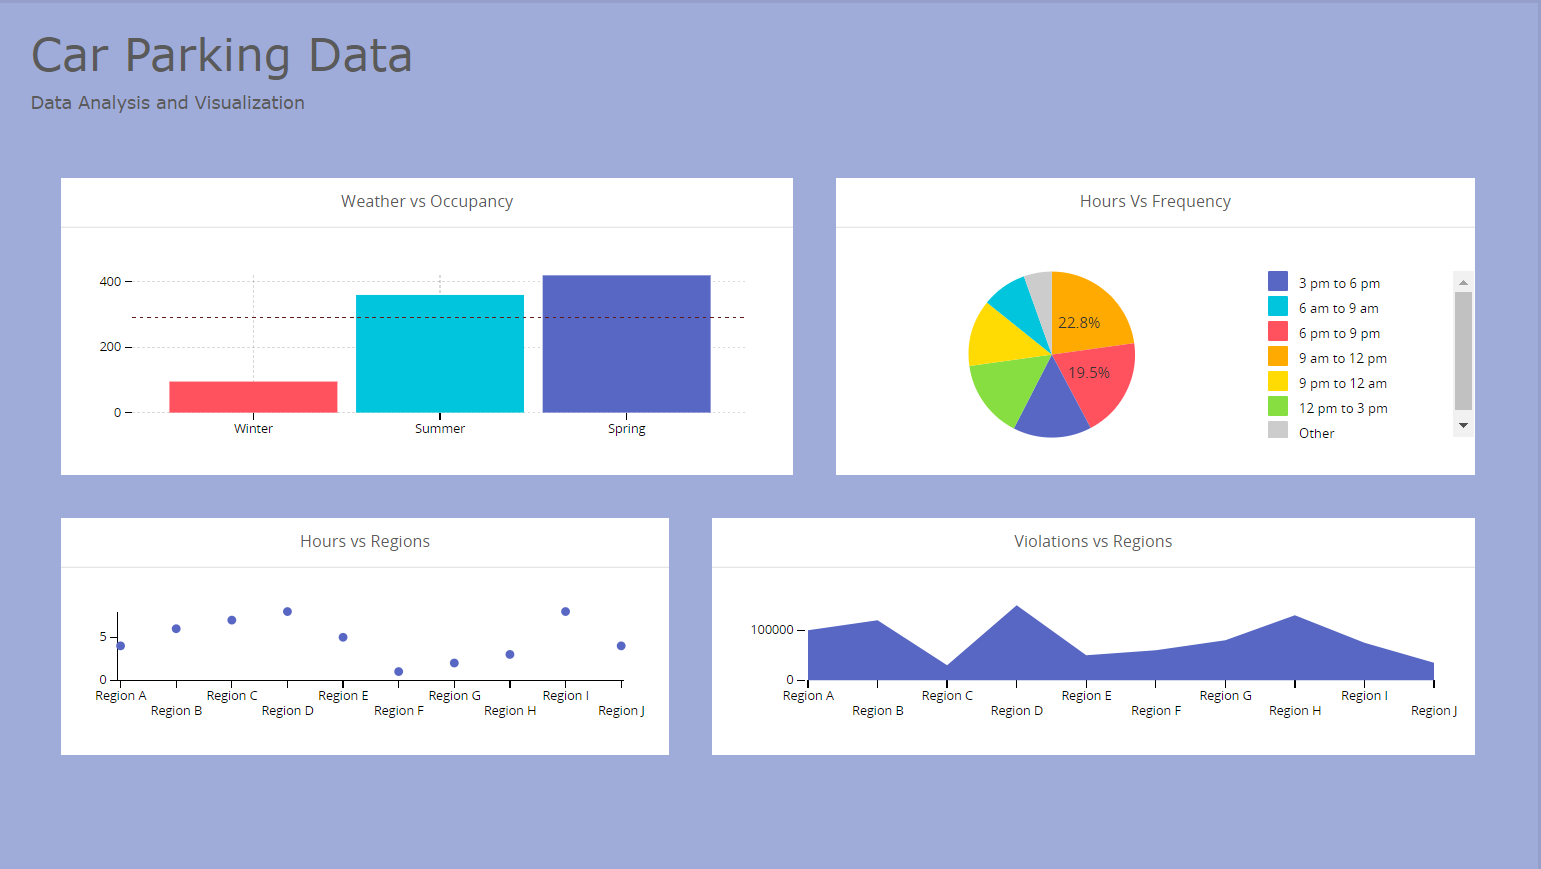 Car Parking Data
Data Analysis and Visualization
Weather vs Occupancy
400
200
0
Winter
Summer
Spring
Hours Vs Frequency
22.8%
19.5%
3 pm to 6 pm
6 am to 9 am
6 pm to 9 pm
9 am to 12 pm
9 pm to 12 am
12 pm to 3 pm
Other
Hours vs Regions
5
0
Region A
Region B
Region C
Region D
Region E
Region F
Region G
Region H
Region I
Region J
Violations vs Regions
100000
0
Region A
Region B
Region C
Region D
Region E
Region F
Region G
Region H
Region I
Region J